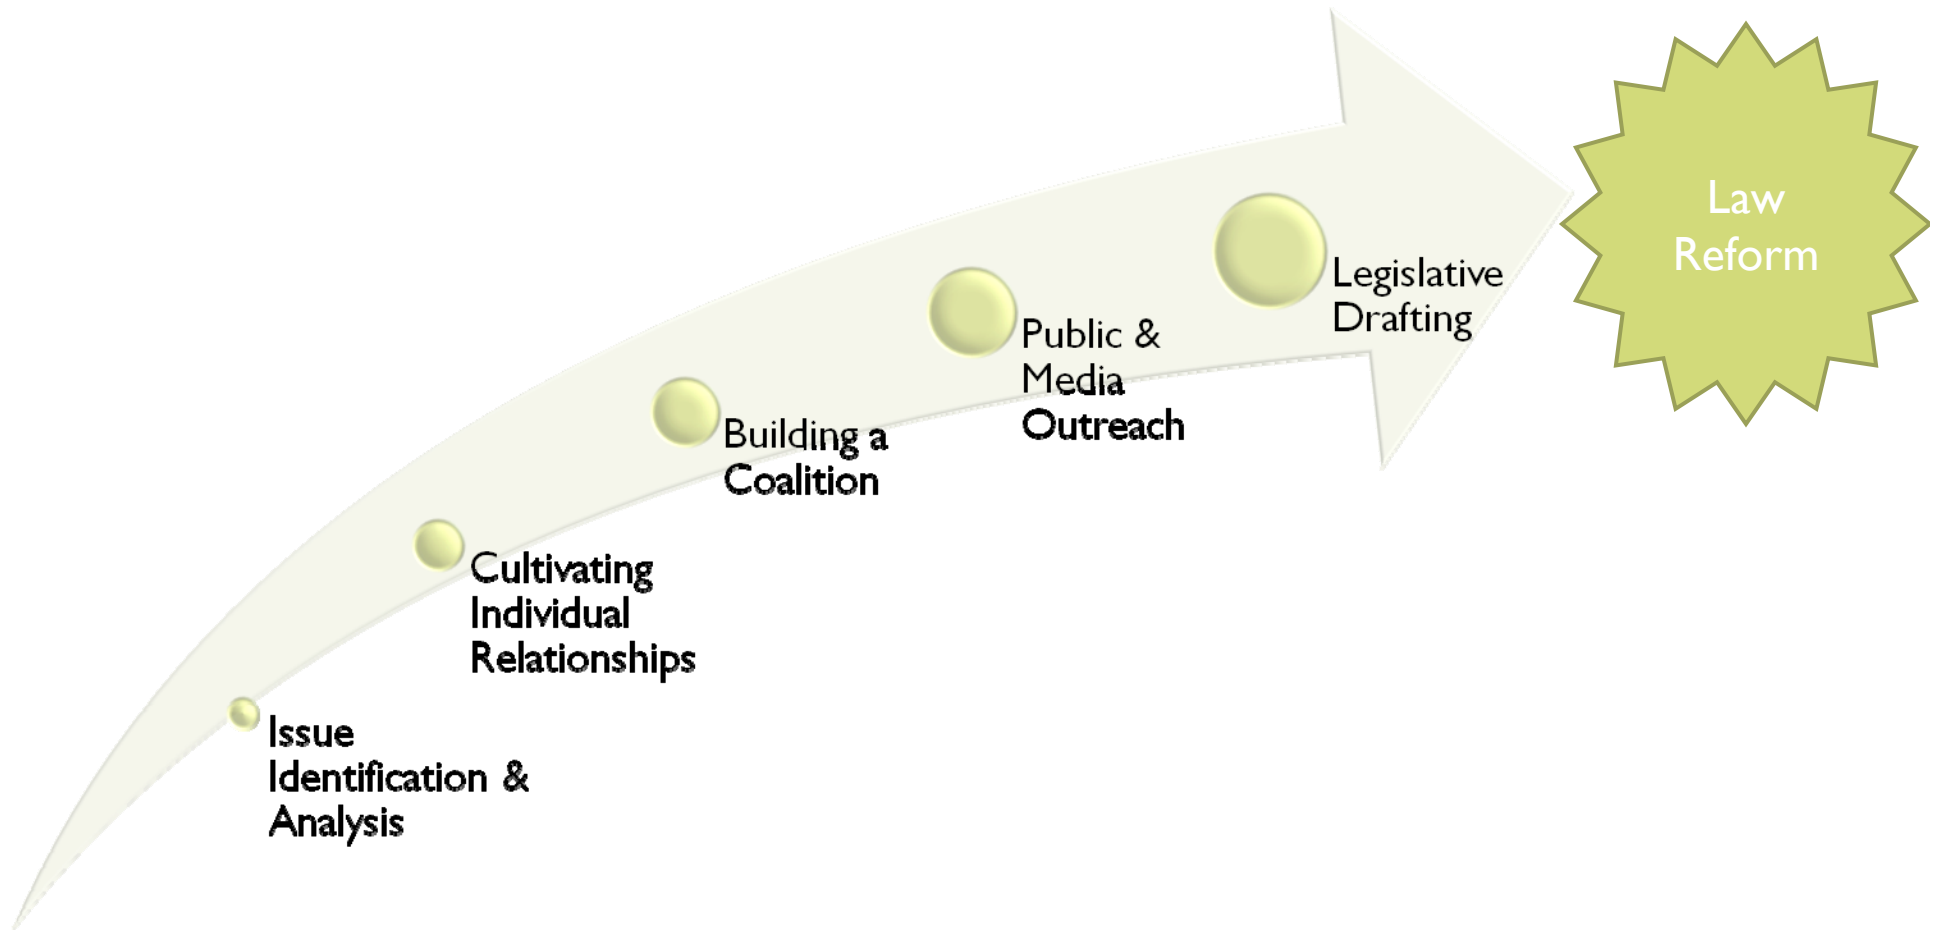 Issue
Identification &
Analysis
Cultivating
Individual
Relationships
Building a
Coalition
Public &
Media
Outreach
Legislative
Drafting
Law
Reform